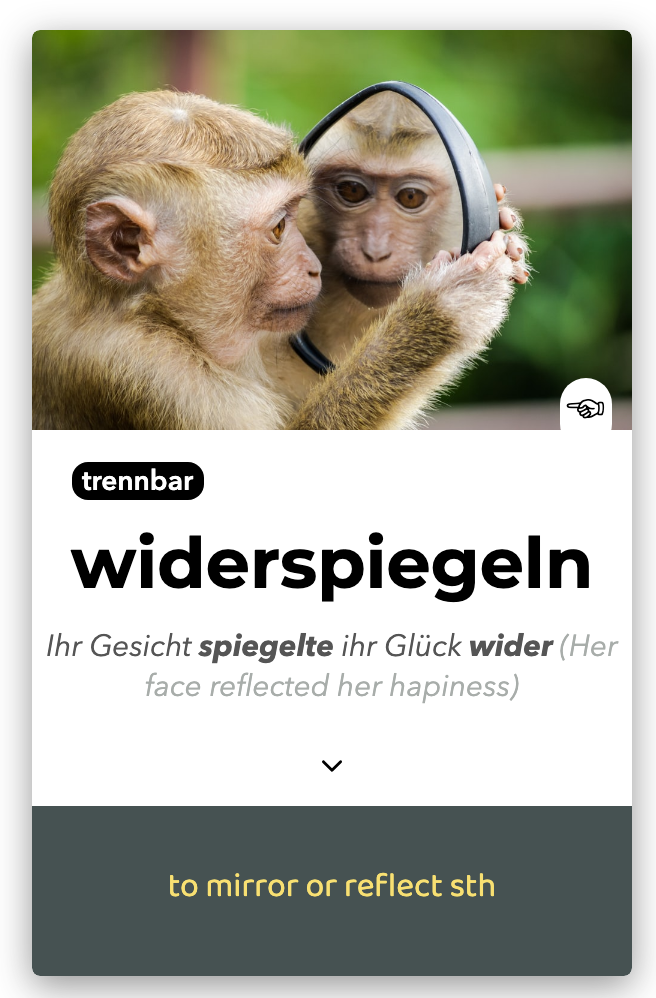 trennbar
widerspiegeln
Ihr Gesicht spiegelte ihr Glück wider (Her
face reflected her hapiness)
to mirror or reflect sth